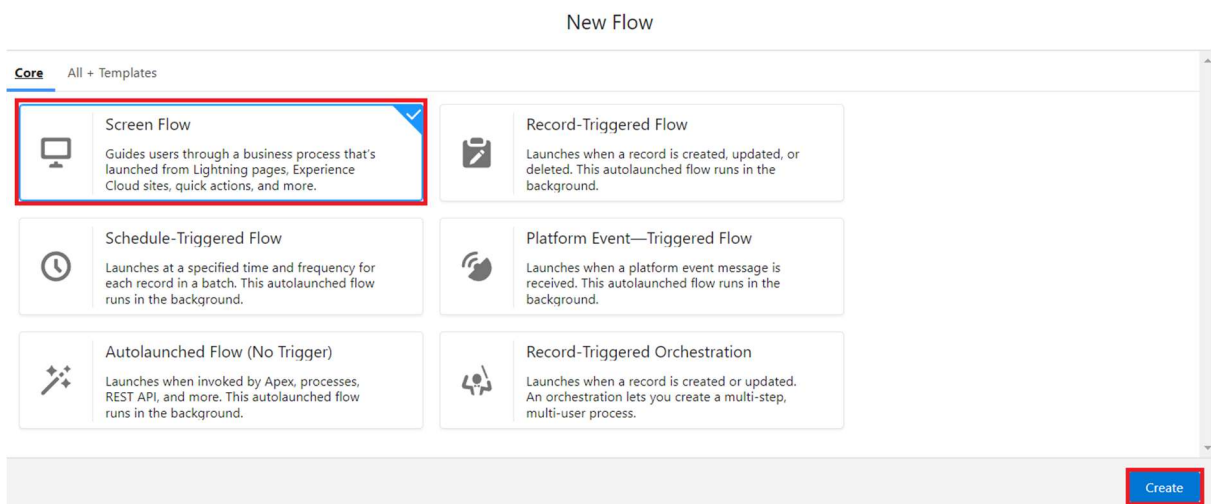 New Flow
Core All + Templates
Screen Flow
Guides users through a business process that's
launched from Lightning pages, Experience
Cloud sites, quick actions, and more.
Record-Triggered Flow
Launches when a record is created, updated, or
deleted. This autolaunched flow runs in the
background.
Schedule-Triggered Flow
Launches at a specified time and frequency for
each record in a batch. This autolaunched flow
runs in the background.
Platform Event—Triggered Flow
Launches when a platform event message is
received. This autolaunched flow runs in the
background.
Autolaunched Flow (No Trigger)
Launches when invoked by Apex, processes,
REST API, and more. This autolaunched flow
runs in the background.
Record-Triggered Orchestration
Launches when a record is created or updated.
An orchestration lets you create a multi-step,
multi-user process.
Create